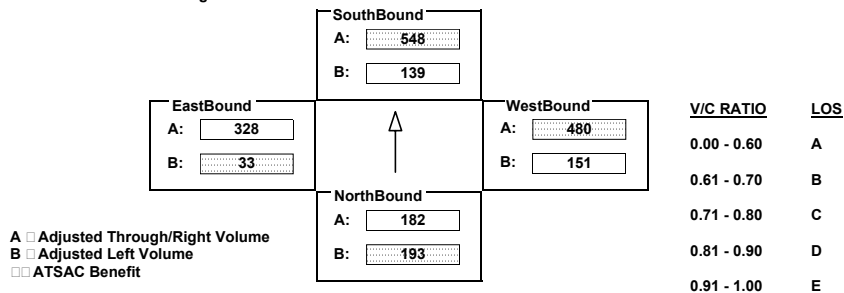 SouthBound
A: 548
B: 139
EastBound
A: 328
B: 33
WestBound
A: 480
B: 151
NorthBound
A: 182
B: 193
A Adjusted Through/Right Volume
B Adjusted Left Volume
ATSAC Benefit
V/C RATIO LOS
0.00 - 0.60 A
0.61 - 0.70 B
0.71 - 0.80 C
0.81 - 0.90 D
0.91 - 1.00 E